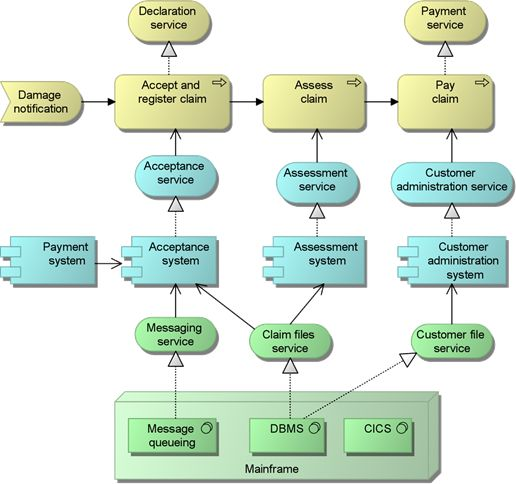 Declaration
service
Payment
service
Damage
notification
Accept and
register claim
Assess
claim
Pay
claim
Acceptance
service
Assessment
service
Customer
administration service
Payment
system
Acceptance
system
Assessment
system
Customer
administration
system
Messaging
service
Claim files
service
Customer file
service
Message
queueing
DBMS
CICS
Mainframe